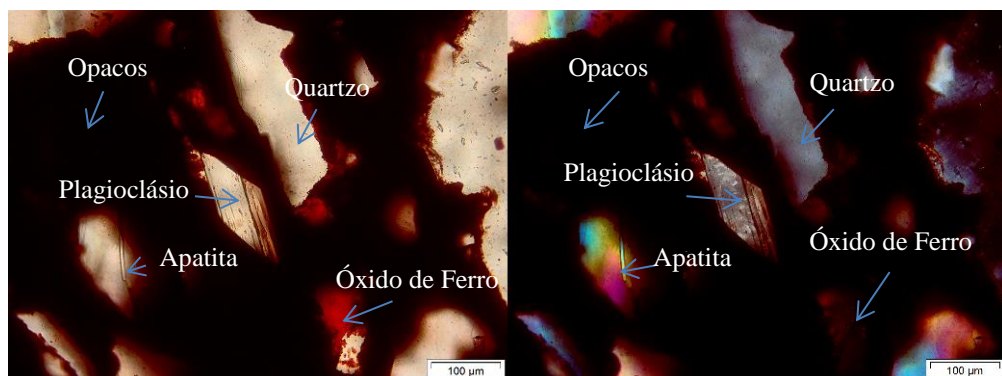 Opacos
Quartzo
Plagioclásio
Apatita
Óxido de Ferro
100 µm
Opacos
Quartzo
Plagioclásio
Óxido de Ferro
Apatita
100 µm